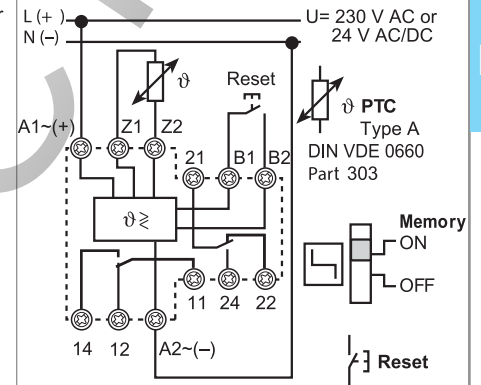 r
L (+)
U= 230 V AC or
N (–)
24 V AC/DC
ϑ
Reset
A1~(+)
Z1
Z2
ϑ PTC
Type A
21
B1
B2
DIN VDE 0660
Part 303
ϑ ≷
Memory
ON
OFF
11
24
22
14
12
A2~(–)
Reset